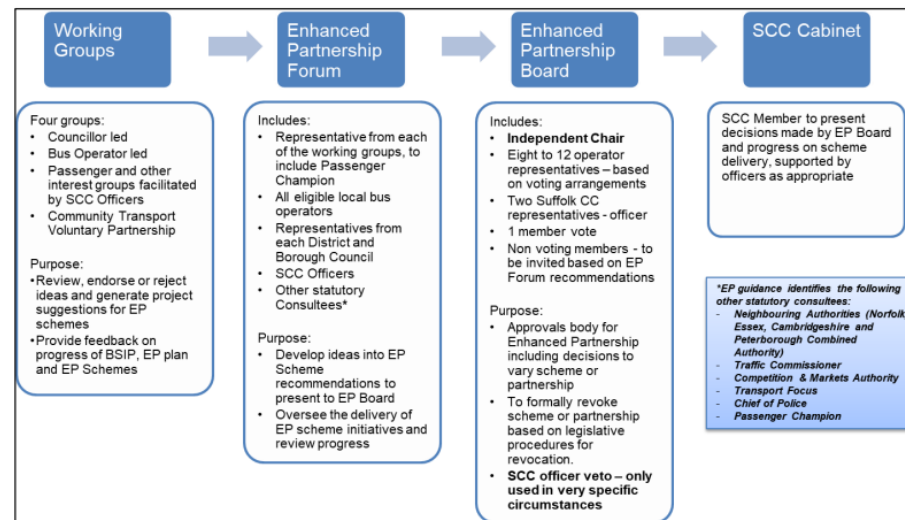 Working
Groups
Enhanced
Partnership
Forum
Enhanced
Partnership
Board
SCC Cabinet
Four groups:
• Councillor led
• Bus Operator led
• Passenger and other
interest groups facilitated
by SCC Officers
• Community Transport
Voluntary Partnership
Purpose:
•Review, endorse or reject
ideas and generate project
suggestions for EP
schemes
•Provide feedback on
progress of BSIP, EP plan
and EP Schemes
Includes:
• Representative from each
of the working groups, to
include Passenger
Champion
• All eligible local bus
operators
• Representatives from
each District and
Borough Council
• SCC Officers
• Other statutory
Consultees*
Purpose:
• Develop ideas into EP
Scheme
recommendations to
present to EP Board
• Oversee the delivery of
EP scheme initiatives and
review progress
Includes:
• Independent Chair
• Eight to 12 operator
representatives – based
on voting arrangements
• Two Suffolk CC
representatives - officer
• 1 member vote
• Non voting members - to
be invited based on EP
Forum recommendations
Purpose:
• Approvals body for
Enhanced Partnership
including decisions to
vary scheme or
partnership
• To formally revoke
scheme or partnership
based on legislative
procedures for
revocation.
• SCC officer veto – only
used in very specific
circumstances
SCC Member to present
decisions made by EP Board
and progress on scheme
delivery, supported by
officers as appropriate
*EP guidance identifies the following
other statutory consultees:
- Neighbouring Authorities (Norfolk
Essex, Cambridgeshire and
Peterborough Combined
Authority)
- Traffic Commissioner
- Competition & Markets Authority
- Transport Focus
- Chief of Police
- Passenger Champion